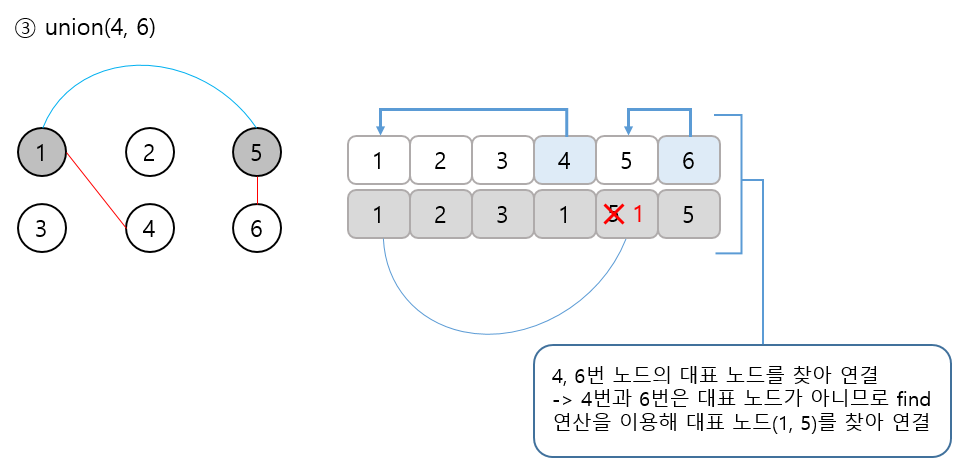 ③ union(4, 6)
1 2 5
3 4 6
1 2 3 4 5 6
1 2 3 1 5 1 5
4, 6번 노드의 대표 노드를 찾아 연결
-> 4번과 6번은 대표 노드가 아니므로 find
연산을 이용해 대표 노드(1, 5)를 찾아 연결